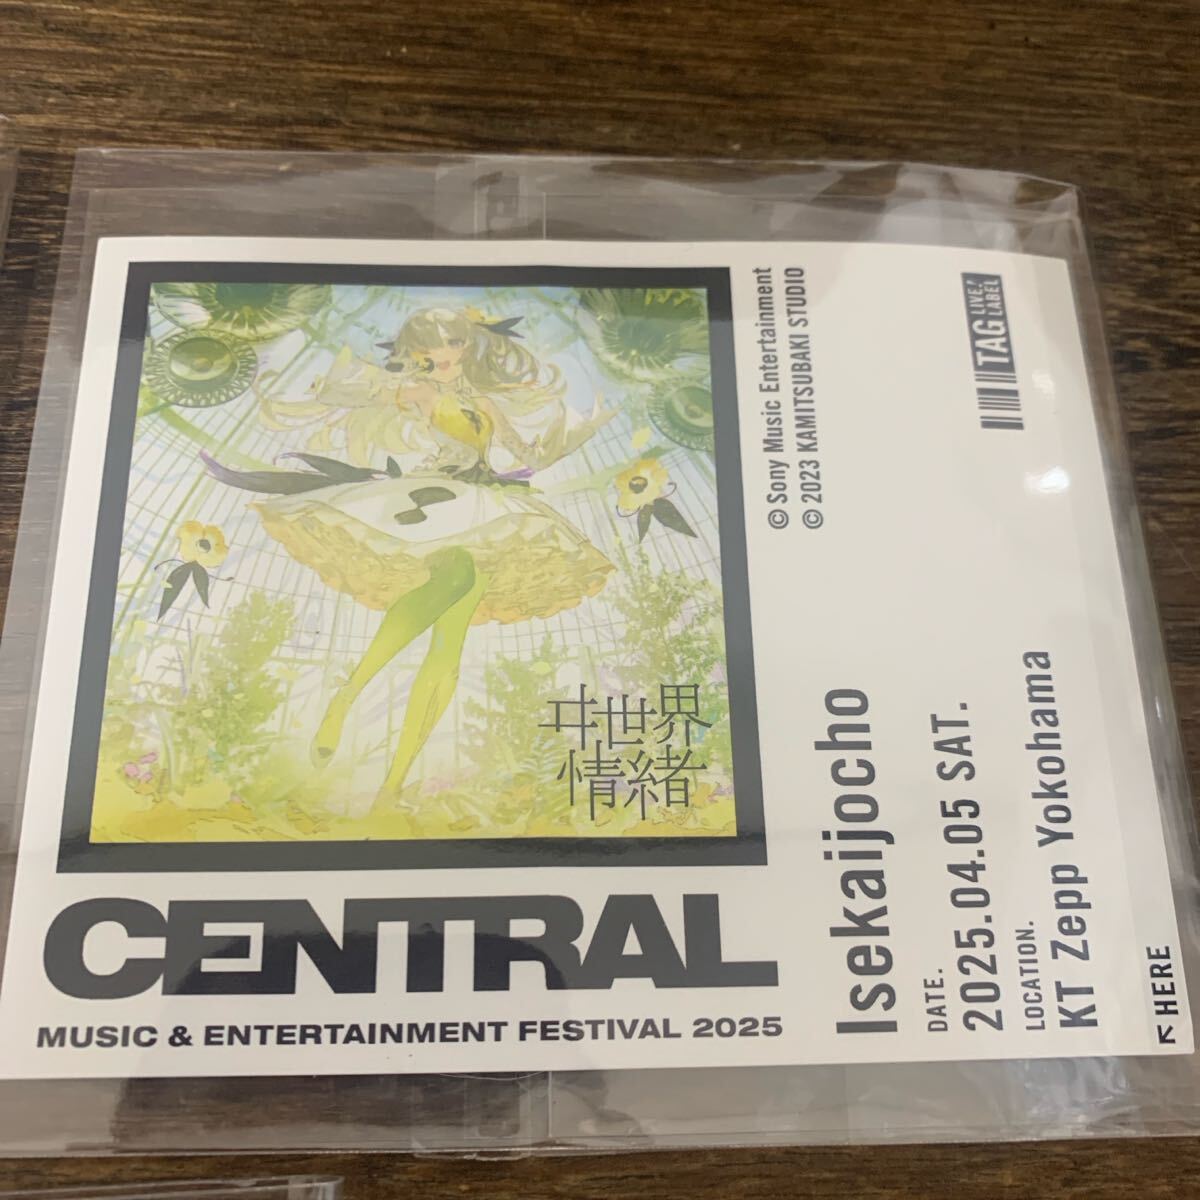 ヰ世界
情緒
CENTRAL
MUSIC & ENTERTAINMENT FESTIVAL 2025
© Sony Music Entertainment
© 2023 KAMITSUBAKI STUDIO
TAG LIVE!
LABEL
Isekaijocho
DATE.
2025.04.05 SAT.
LOCATION.
KT Zepp Yokohama
↖ HERE